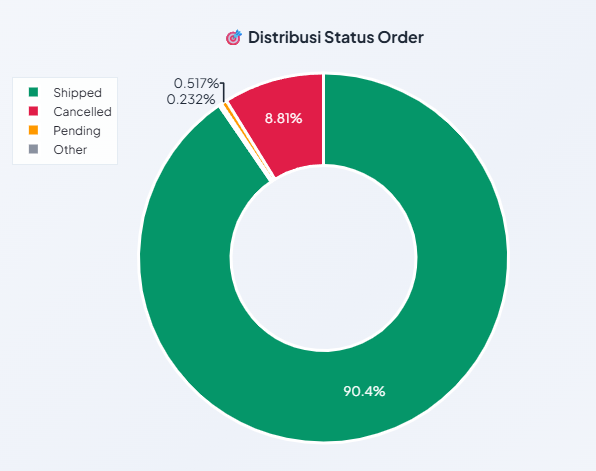 🎯 Distribusi Status Order
Shipped
Cancelled
Pending
Other
0.517%
0.232%
8.81%
90.4%